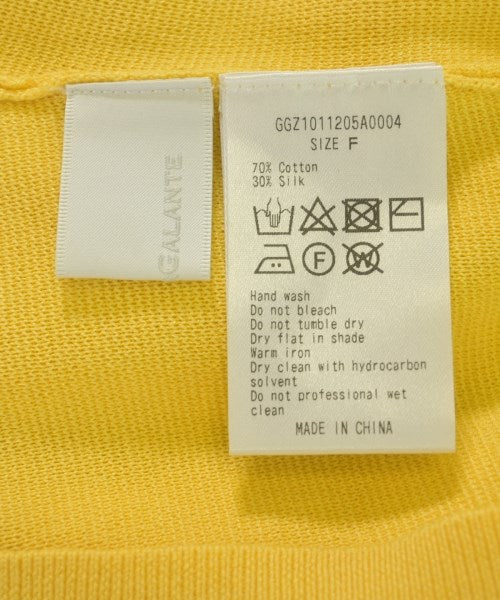 GALANTE
GGZ1011205A0004
SIZE F
70% Cotton
30% Silk
F W
Hand wash
Do not bleach
Do not tumble dry
Dry flat in shade
Warm iron
Dry clean with hydrocarbon
solvent
Do not professional wet
clean
MADE IN CHINA